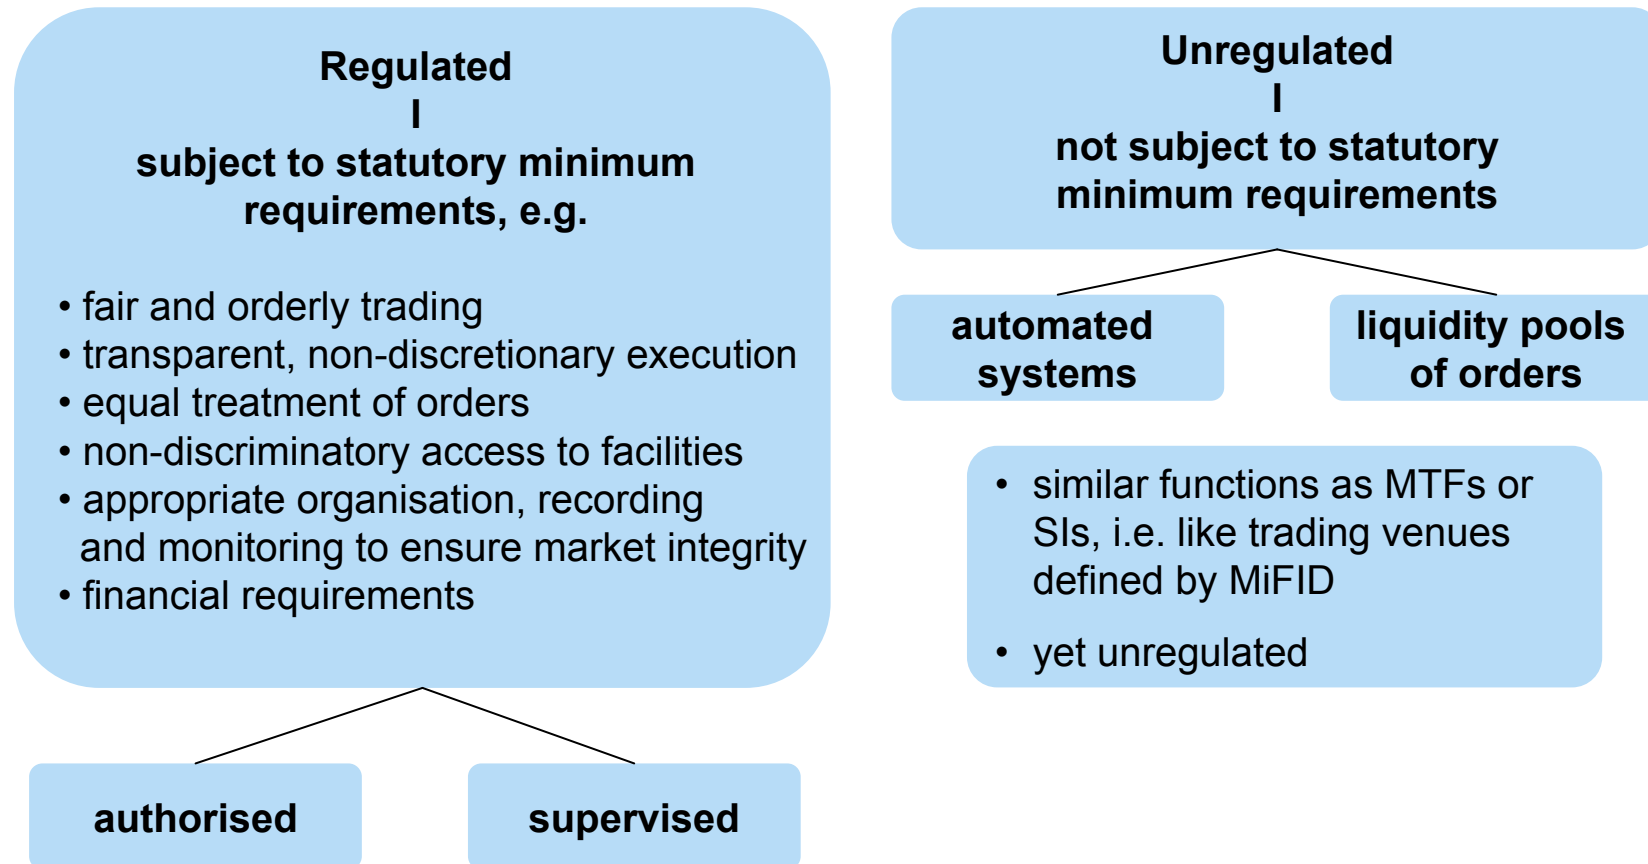 Regulated
I
subject to statutory minimum
requirements, e.g.
• fair and orderly trading
• transparent, non-discretionary execution
• equal treatment of orders
• non-discriminatory access to facilities
• appropriate organisation, recording
and monitoring to ensure market integrity
• financial requirements
authorised
supervised
Unregulated
I
not subject to statutory
minimum requirements
automated
systems
liquidity pools
of orders
• similar functions as MTFs or
SIs, i.e. like trading venues
defined by MiFID
• yet unregulated